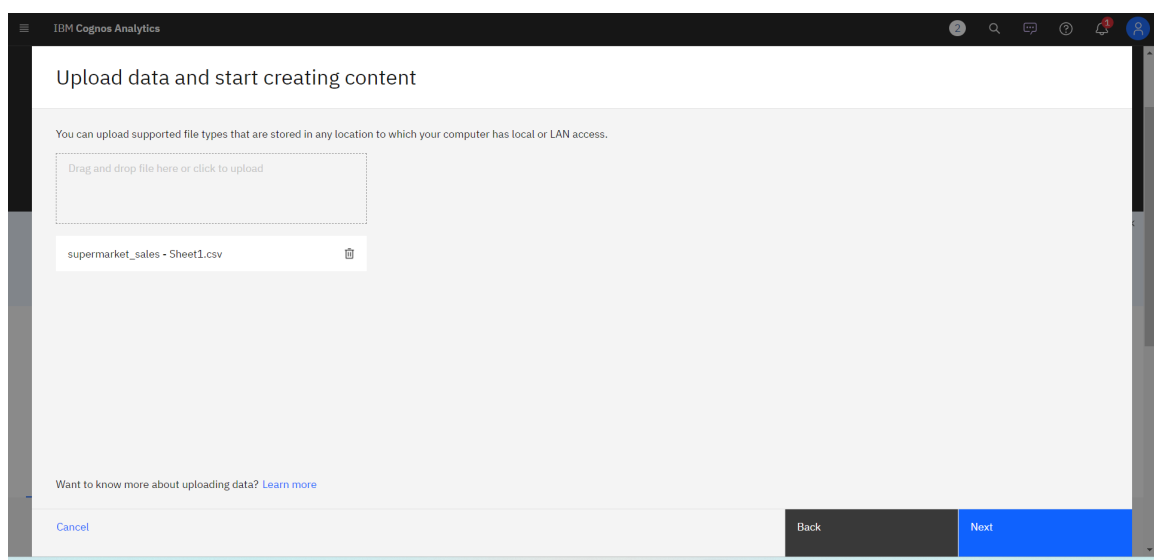 IBM Cognos Analytics
2
1
Upload data and start creating content
You can upload supported file types that are stored in any location to which your computer has local or LAN access.
Drag and drop file here or click to upload
supermarket_sales - Sheet1.csv
Want to know more about uploading data? Learn more
Cancel
Back
Next